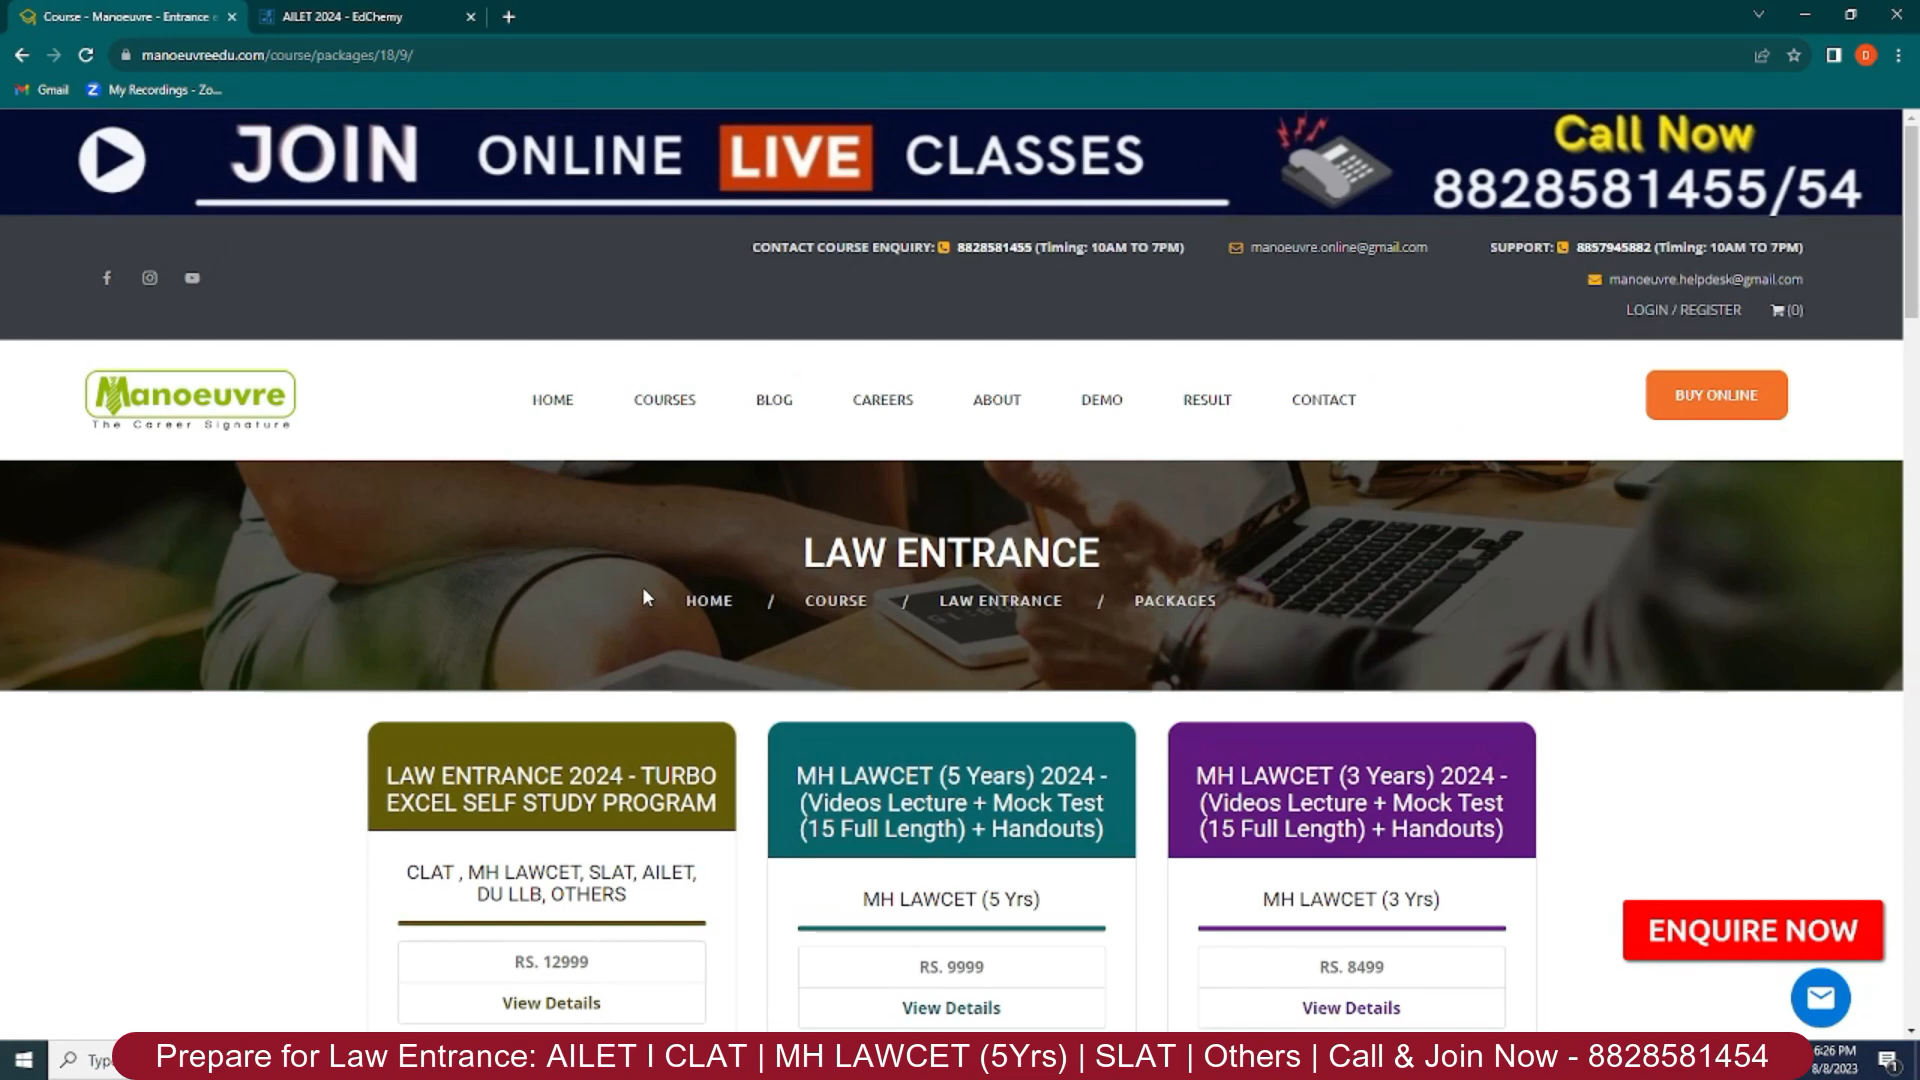 Course - Manoeuvre - Entrance e
AILET 2024 - EdChemy
manoeuvreedu.com/course/packages/18/9/
D
Gmail
My Recordings - Zo...
JOIN ONLINE LIVE CLASSES
Call Now
8828581455/54
CONTACT COURSE ENQUIRY: 8828581455 (Timing: 10AM TO 7PM)
manoeuvre.online@gmail.com
SUPPORT: 8857945882 (Timing: 10AM TO 7PM)
manoeuvre.helpdesk@gmail.com
LOGIN / REGISTER (0)
Manoeuvre
The Career Signature
HOME COURSES BLOG CAREERS ABOUT DEMO RESULT CONTACT
BUY ONLINE
LAW ENTRANCE
HOME / COURSE / LAW ENTRANCE / PACKAGES
LAW ENTRANCE 2024 - TURBO
EXCEL SELF STUDY PROGRAM
CLAT , MH LAWCET, SLAT, AILET,
DU LLB, OTHERS
RS. 12999
View Details
MH LAWCET (5 Years) 2024 -
(Videos Lecture + Mock Test
(15 Full Length) + Handouts)
MH LAWCET (5 Yrs)
RS. 9999
View Details
MH LAWCET (3 Years) 2024 -
(Videos Lecture + Mock Test
(15 Full Length) + Handouts)
MH LAWCET (3 Yrs)
RS. 8499
View Details
ENQUIRE NOW
Typ
Prepare for Law Entrance: AILET I CLAT | MH LAWCET (5Yrs) | SLAT | Others | Call & Join Now - 8828581454
6:26 PM
8/8/2023